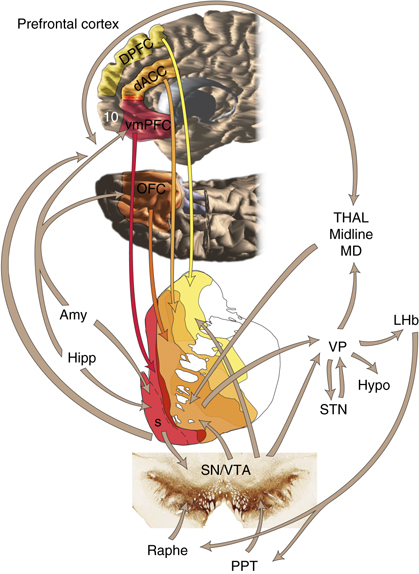 Prefrontal cortex
DPFC
dACC
10
vmPFC
OFC
THAL
Midline
MD
Amy
Hipp
VP
LHb
Hypo
STN
s
SN/VTA
Raphe
PPT